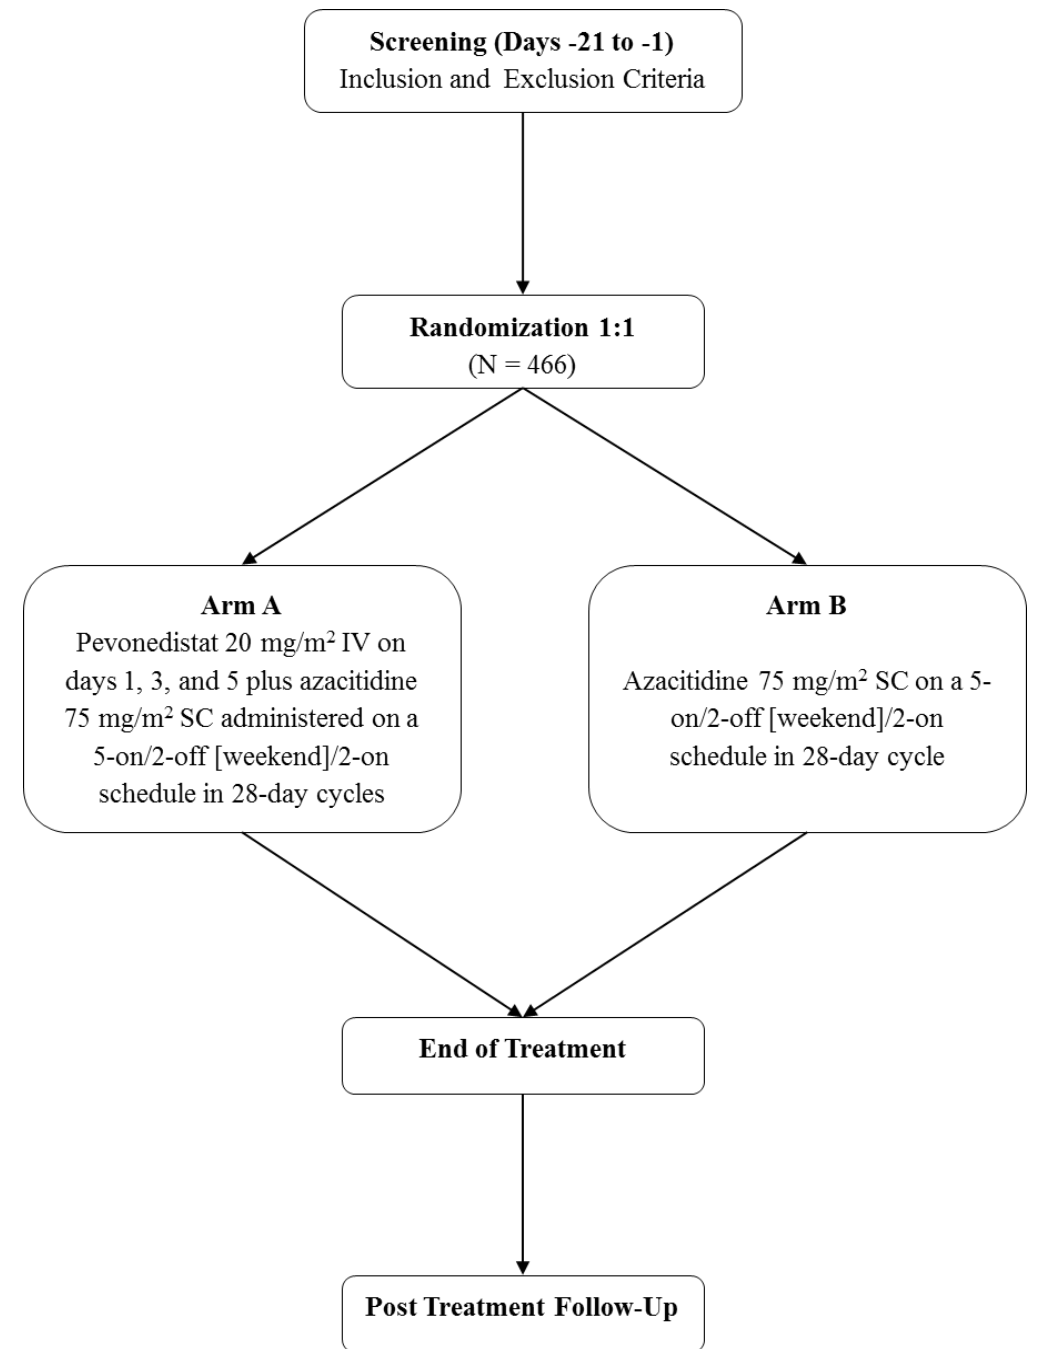 Screening (Days -21 to -1)
Inclusion and Exclusion Criteria
Randomization 1:1
(N = 466)
Arm A
Pevonedistat 20 mg/m² IV on
days 1, 3, and 5 plus azacitidine
75 mg/m² SC administered on a
5-on/2-off [weekend]/2-on
schedule in 28-day cycles
Arm B
Azacitidine 75 mg/m² SC on a 5-
on/2-off [weekend]/2-on
schedule in 28-day cycle
End of Treatment
Post Treatment Follow-Up